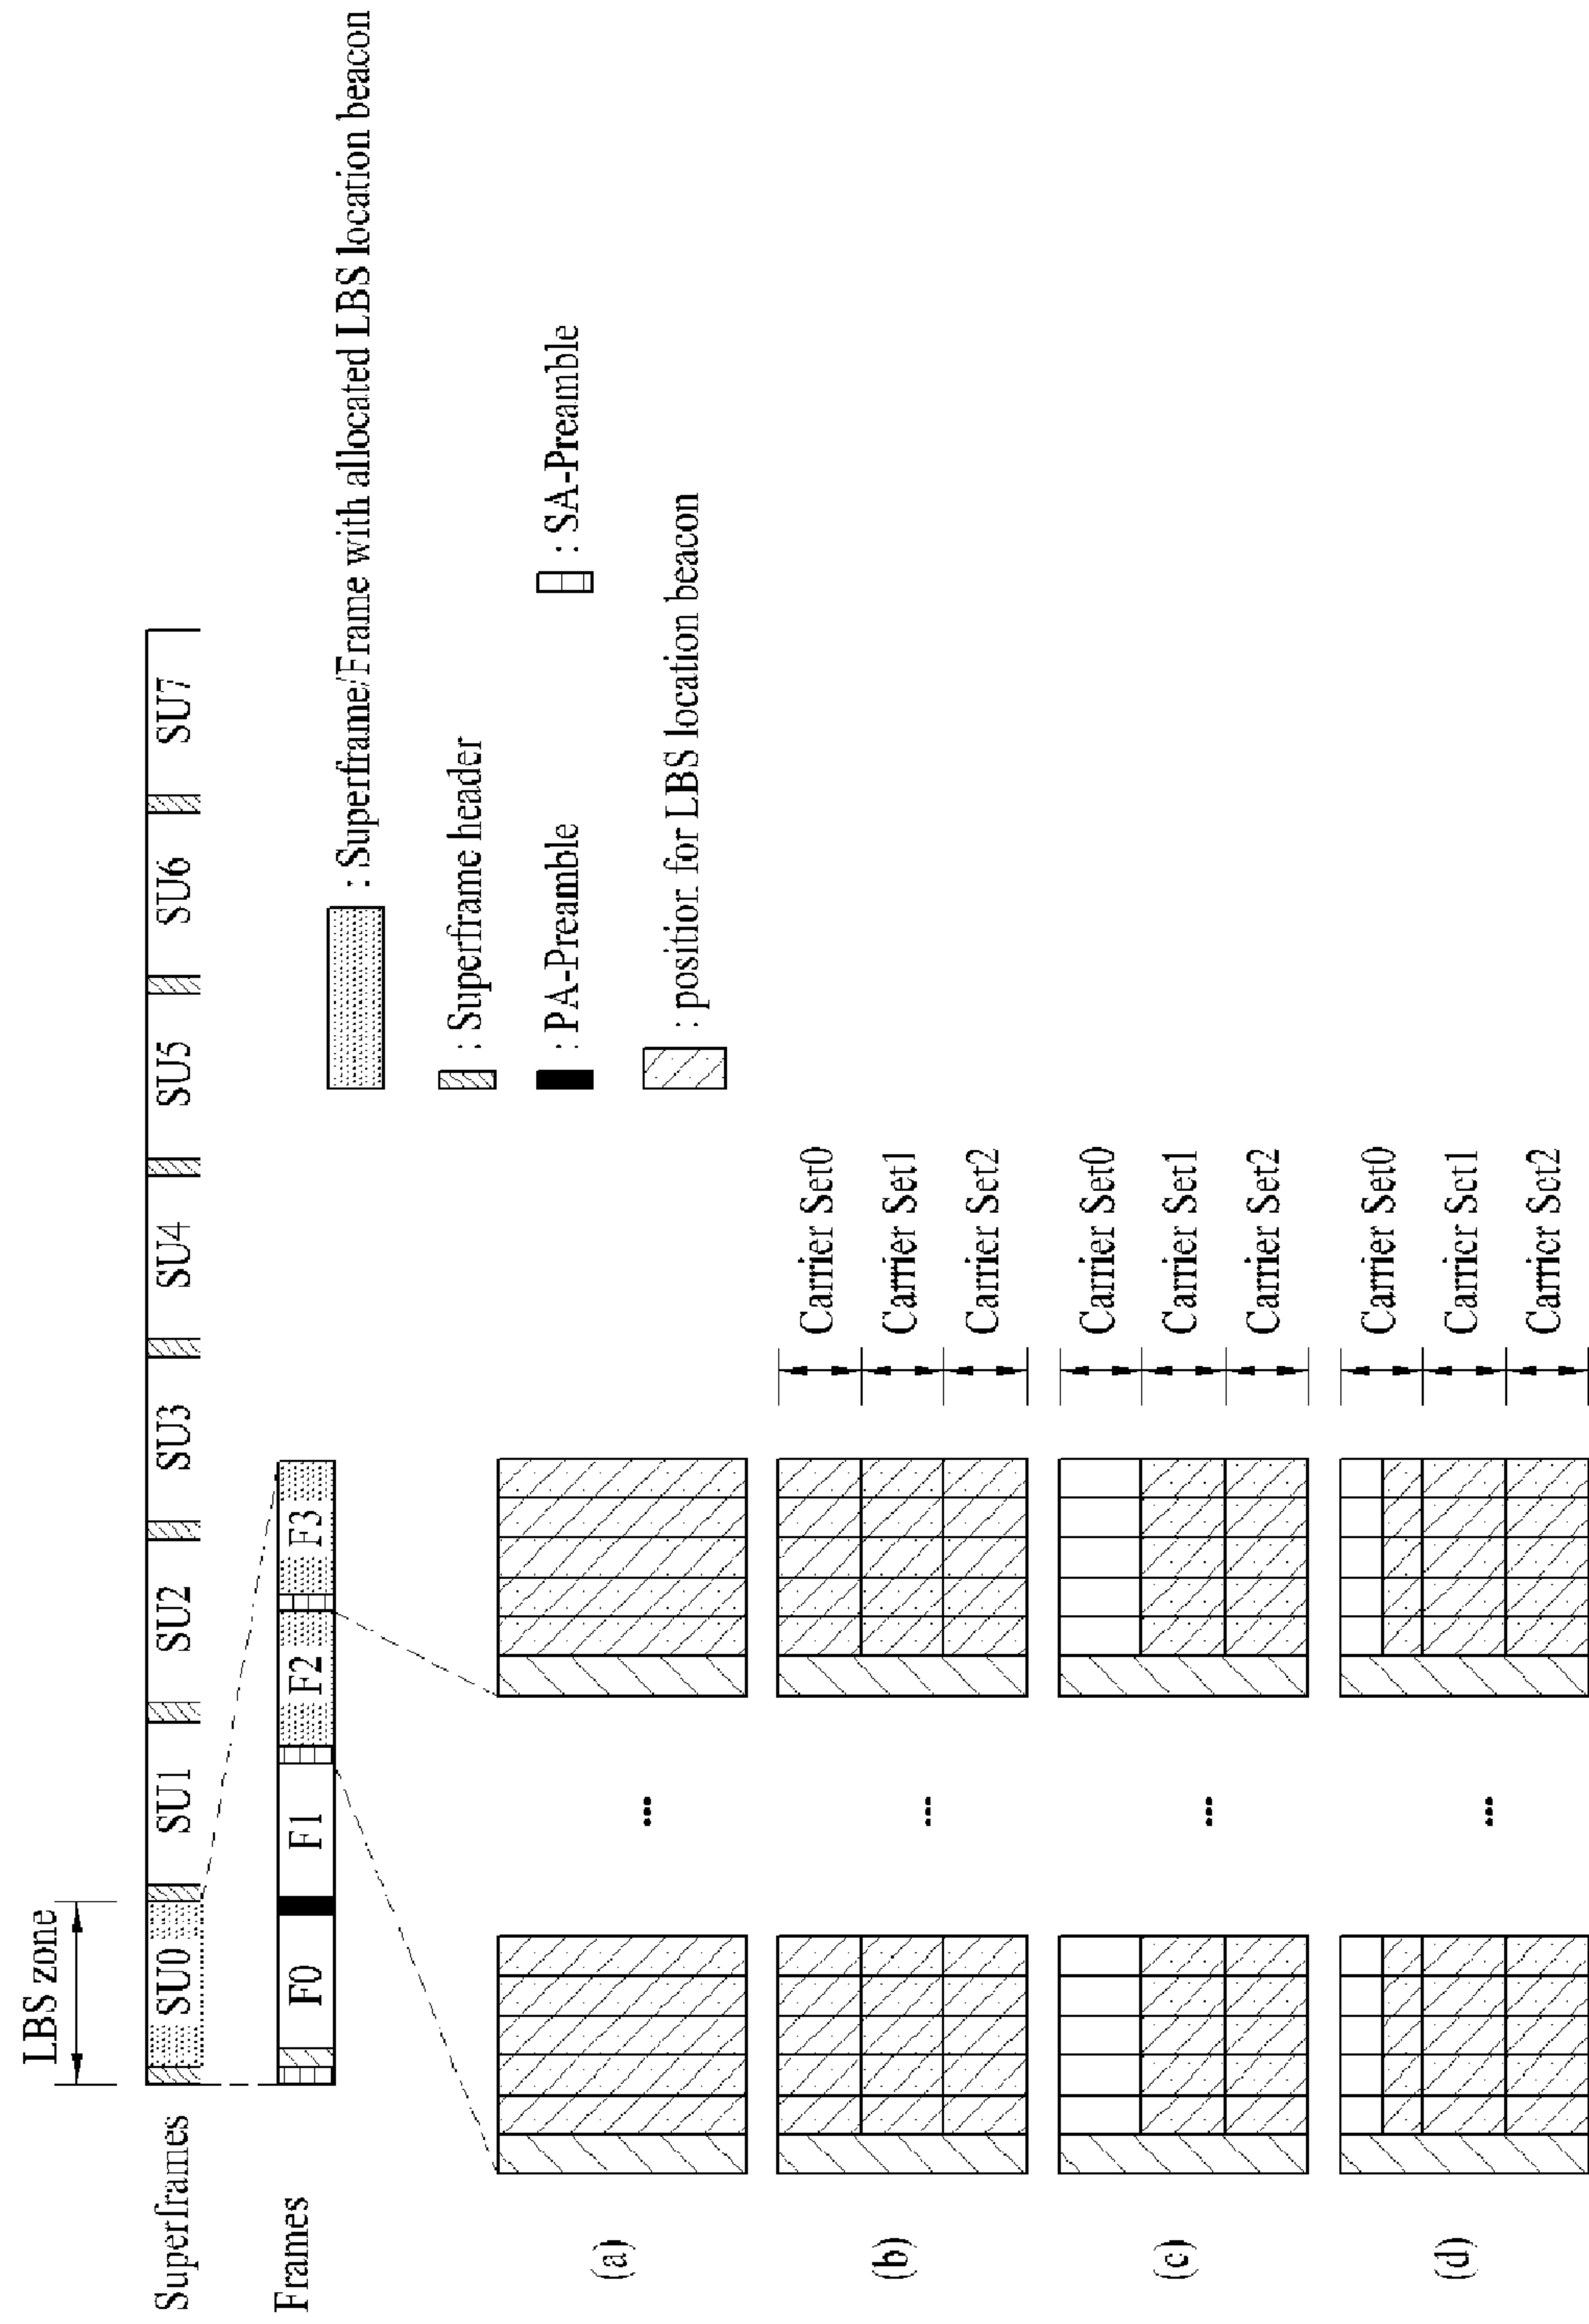 LBS zone
Superframes
SU0 SU1 SU2 SU3 SU4 SU5 SU6 SU7
Frames
F0 F1 F2 F3
: Superframe/Frame with allocated LBS location beacon
: Superframe header
: PA-Preamble
: SA-Preamble
: position for LBS location beacon
(a)
...
(b)
...
Carrier Set0
Carrier Set1
Carrier Set2
(c)
...
Carrier Set0
Carrier Set1
Carrier Set2
(d)
...
Carrier Set0
Carrier Set1
Carrier Set2